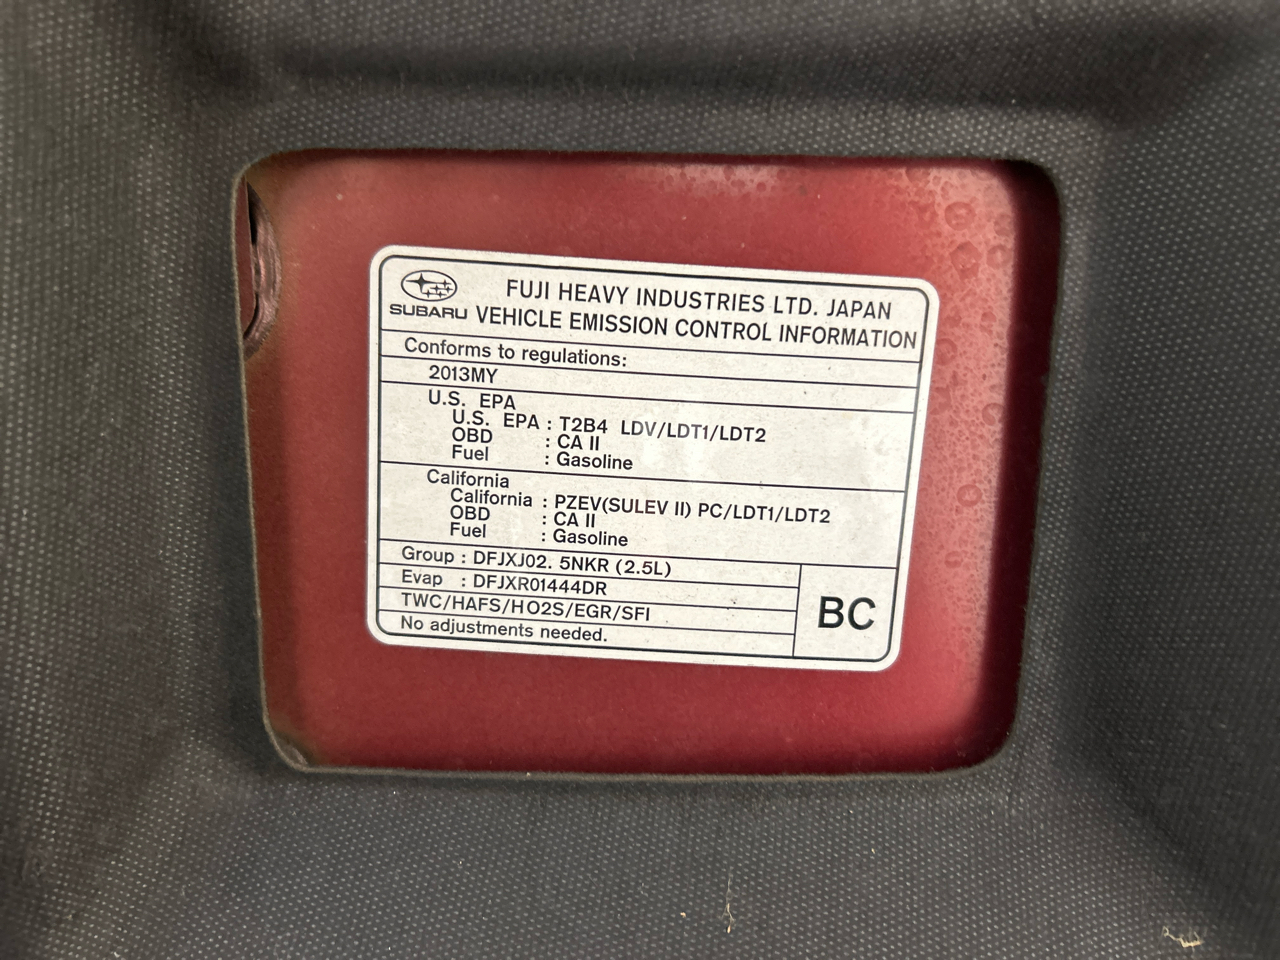 FUJI HEAVY INDUSTRIES LTD. JAPAN
SUBARU VEHICLE EMISSION CONTROL INFORMATION
Conforms to regulations:
2013MY
U.S. EPA
U.S. EPA : T2B4 LDV/LDT1/LDT2
OBD : CA II
Fuel : Gasoline
California
California : PZEV(SULEV II) PC/LDT1/LDT2
OBD : CA II
Fuel : Gasoline
Group : DFJXJ02. 5NKR (2.5L)
Evap : DFJXR01444DR
TWC/HAFS/HO2S/EGR/SFI
No adjustments needed.
BC